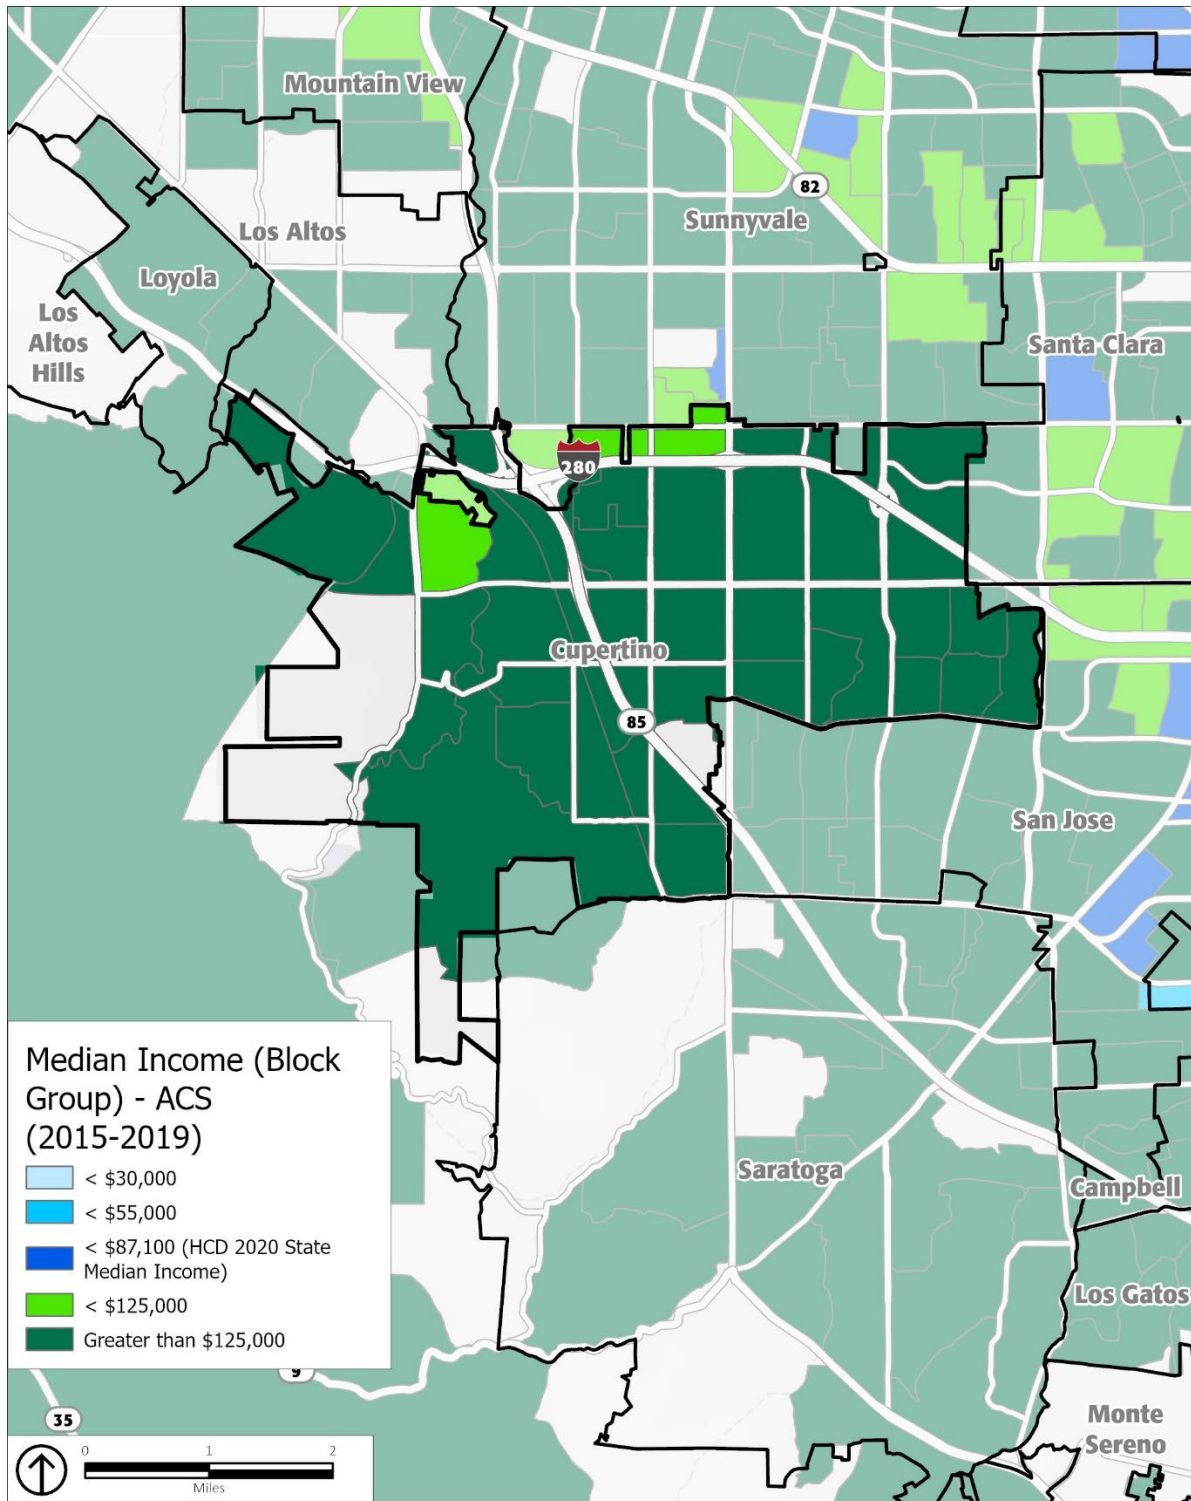 Mountain View
82
Sunnyvale
Los Altos
Loyola
Los
Altos
Hills
Santa Clara
280
Cupertino
85
San Jose
Saratoga
Campbell
Los Gatos
Monte
Sereno
Median Income (Block
Group) - ACS
(2015-2019)
< $30,000
< $55,000
< $87,100 (HCD 2020 State
Median Income)
< $125,000
Greater than $125,000
9
35
0 1 2
Miles